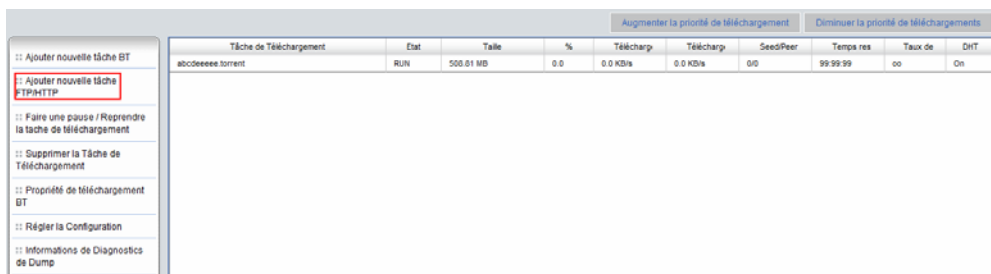 Augmenter la priorité de téléchargement
Diminuer la priorité de téléchargements
:: Ajouter nouvelle tâche BT
:: Ajouter nouvelle tâche
FTP/HTTP
:: Faire une pause / Reprendre
la tache de téléchargement
:: Supprimer la Tâche de
Téléchargement
:: Propriété de téléchargement
BT
:: Régler la Configuration
:: Informations de Diagnostics
de Dump
Tâche de Téléchargement Etat Taille % Télécharg Télécharg Seed/Peer Temps res Taux de DHT
abcdeeeee.torrent RUN 508.81 MB 0.0 0.0 KB/s 0.0 KB/s 0/0 99:99:99 ∞ On